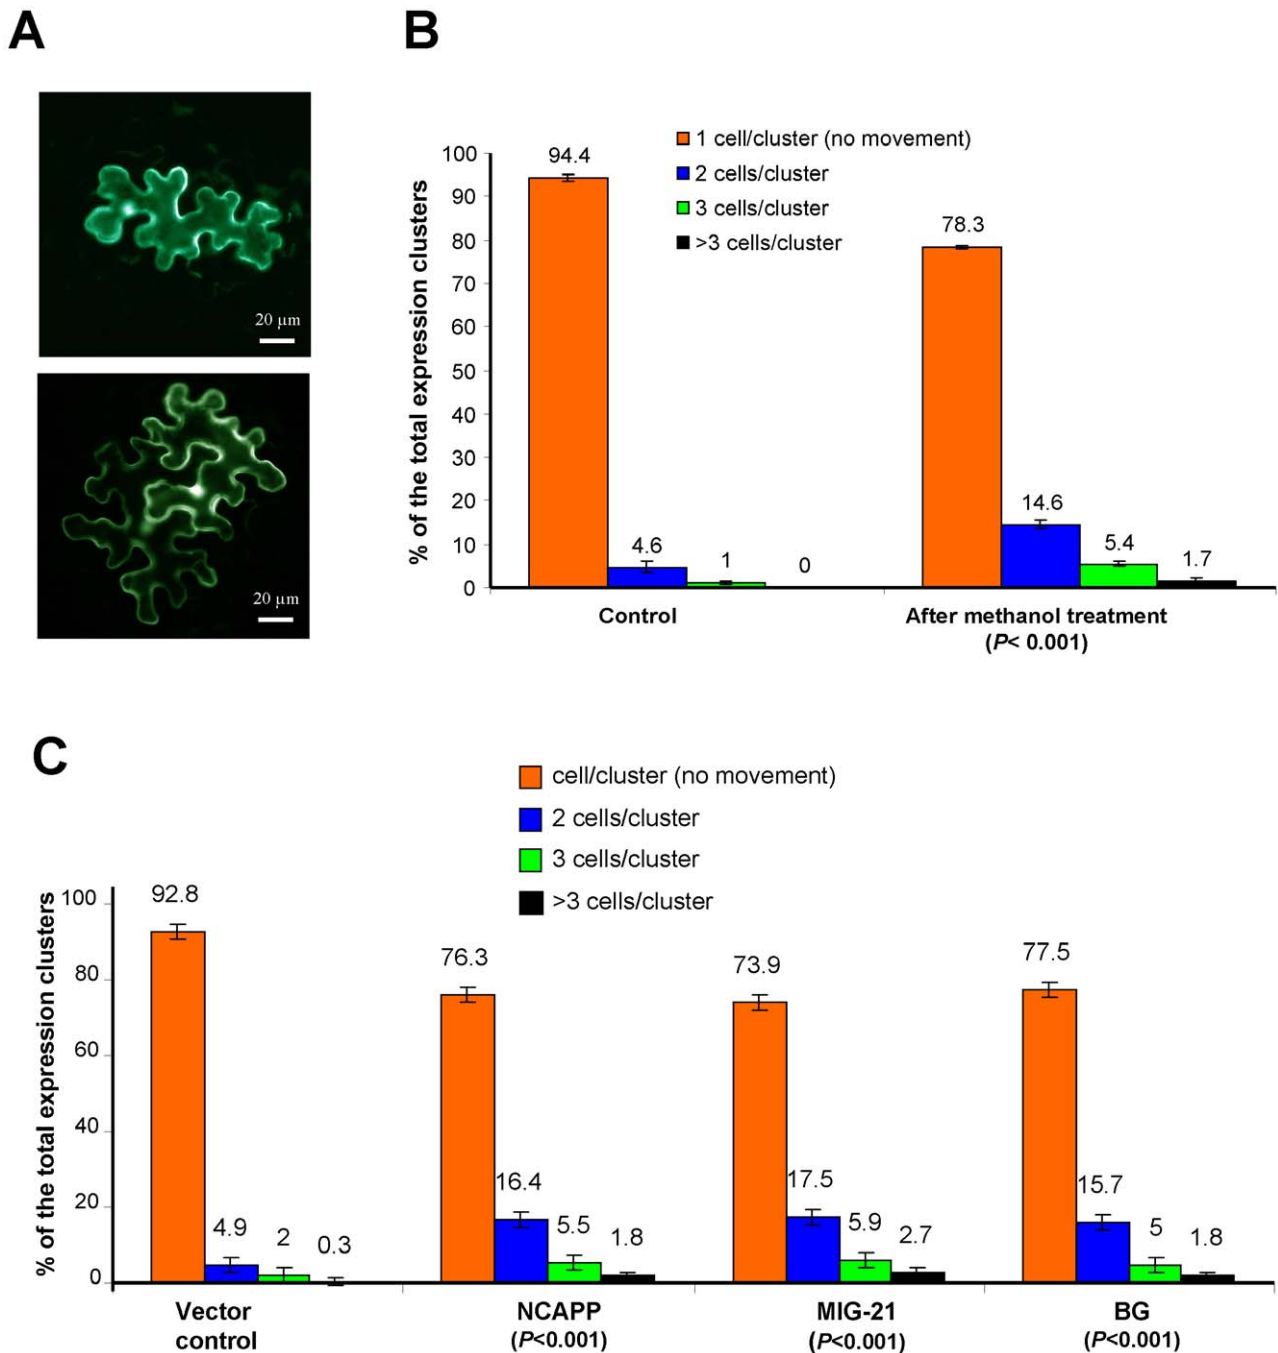 A
20 µm
20 µm
B
1 cell/cluster (no movement)
2 cells/cluster
3 cells/cluster
>3 cells/cluster
% of the total expression clusters
100
90
80
70
60
50
40
30
20
10
0
94.4
4.6
1
0
78.3
14.6
5.4
1.7
Control
After methanol treatment
(P< 0.001)
C
cell/cluster (no movement)
2 cells/cluster
3 cells/cluster
>3 cells/cluster
% of the total expression clusters
100
80
60
40
20
0
92.8
4.9
2
0.3
76.3
16.4
5.5
1.8
73.9
17.5
5.9
2.7
77.5
15.7
5
1.8
Vector
control
NCAPP
(P<0.001)
MIG-21
(P<0.001)
BG
(P<0.001)